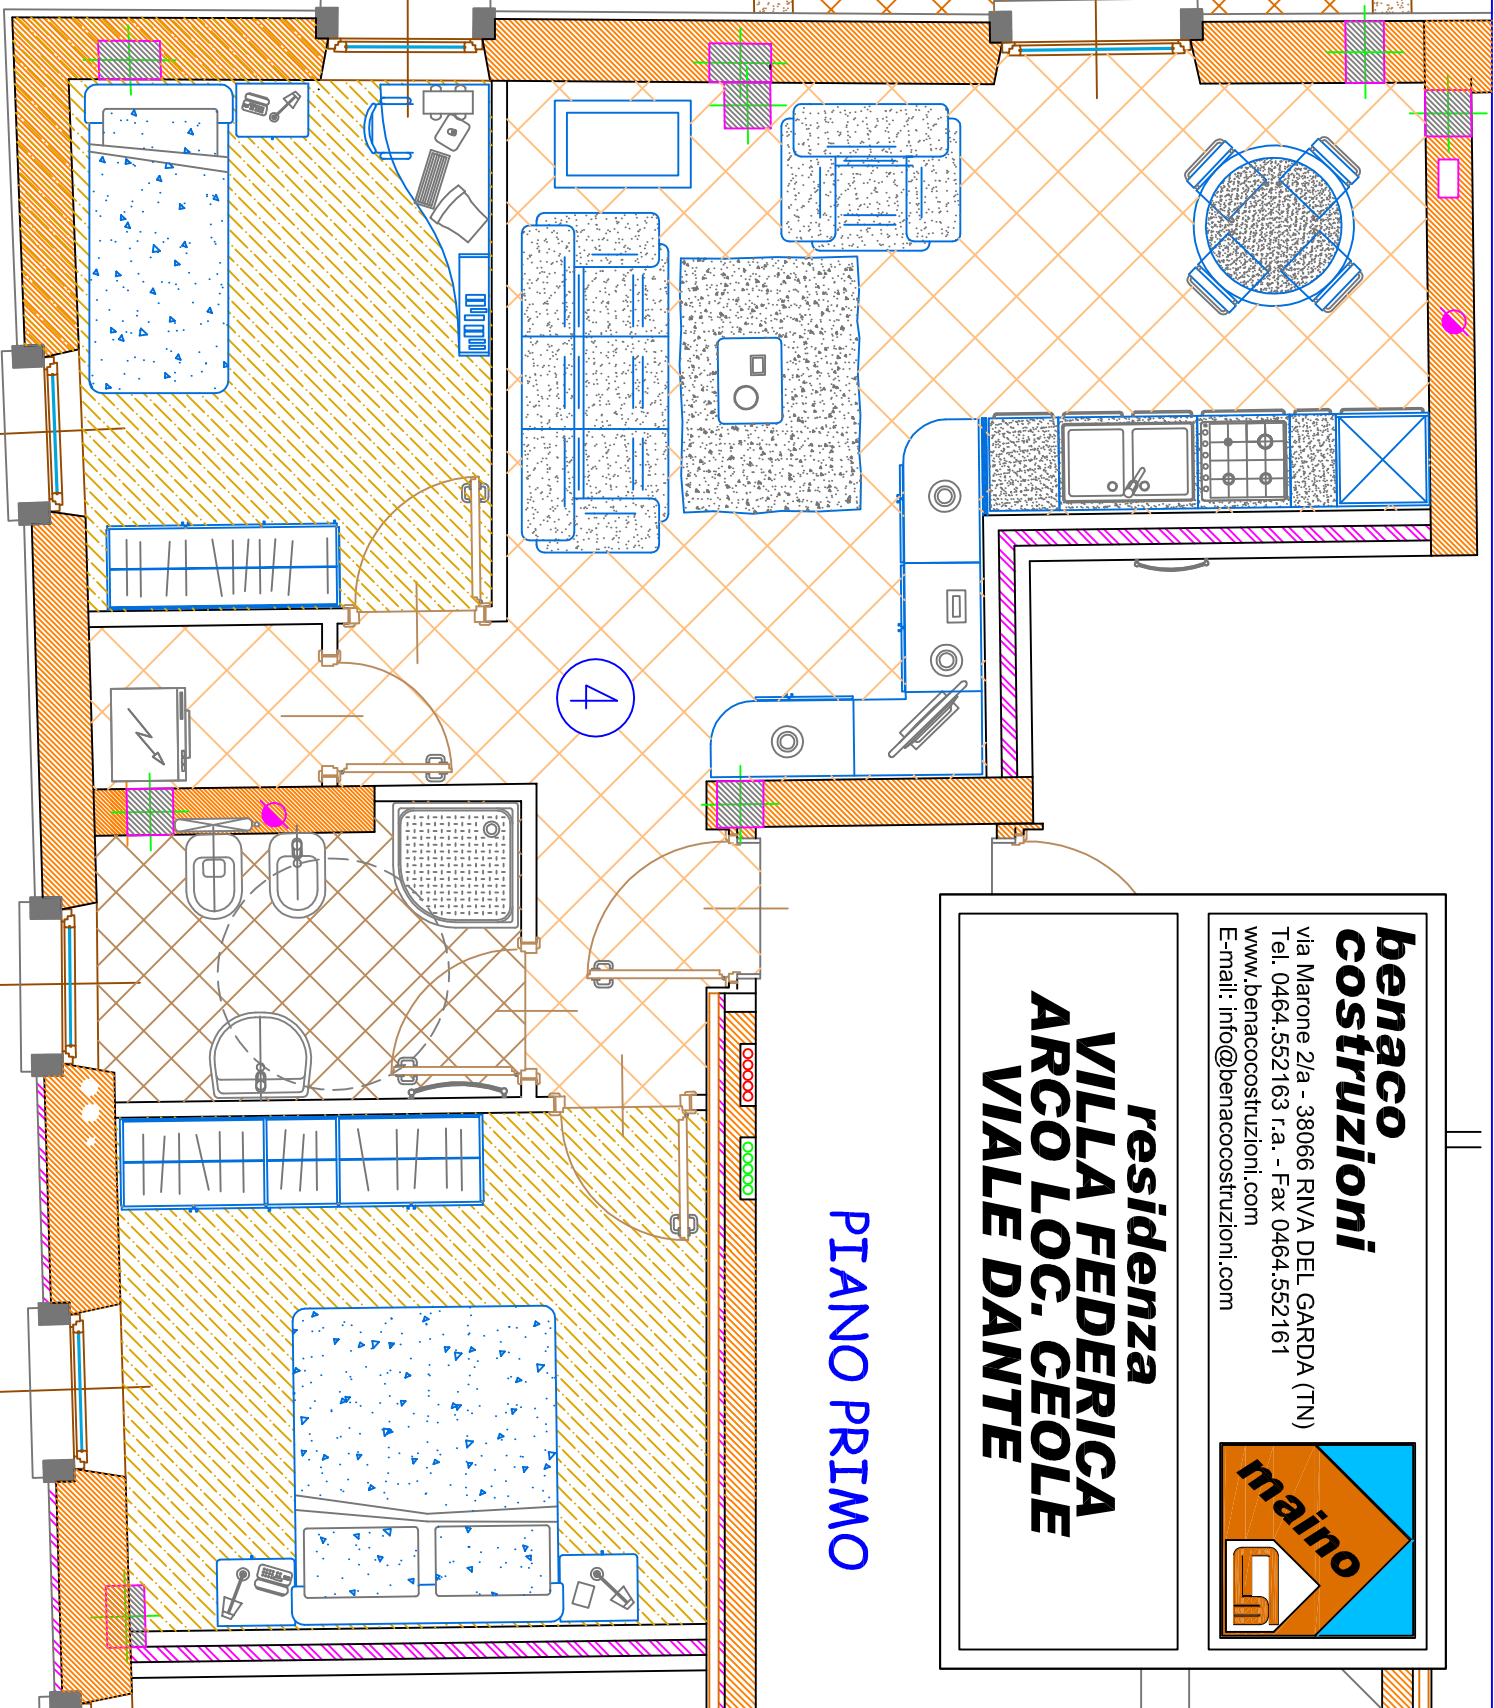 benaco
costruzioni
via Marone 2/a - 38066 RIVA DEL GARDA (TN)
Tel. 0464.552163 r.a. - Fax 0464.552161
www.benacocostruzioni.com
E-mail: info@benacocostruzioni.com
maino
residenza
VILLA FEDERICA
ARCO LOC. CEOLE
VIALE DANTE
PIANO PRIMO
4